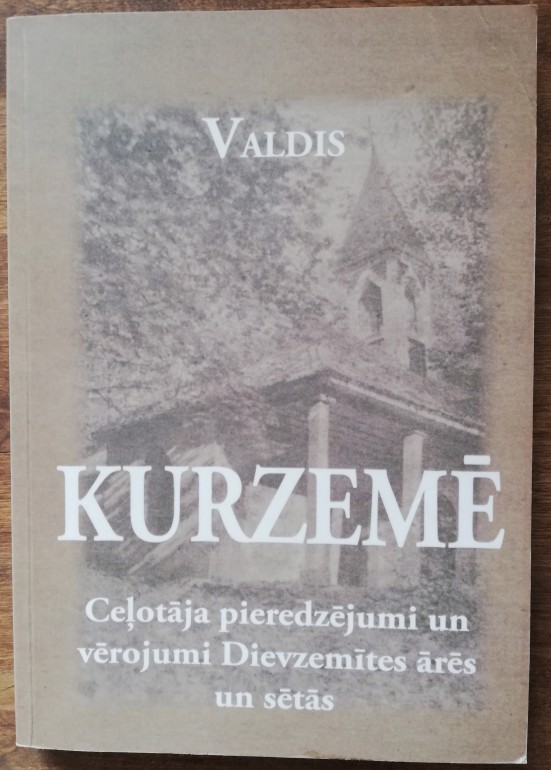 VALDIS
KURZEMĒ
Ceļotāja pieredzējumi un
vērojumi Dievzemītes ārēs
un sētās